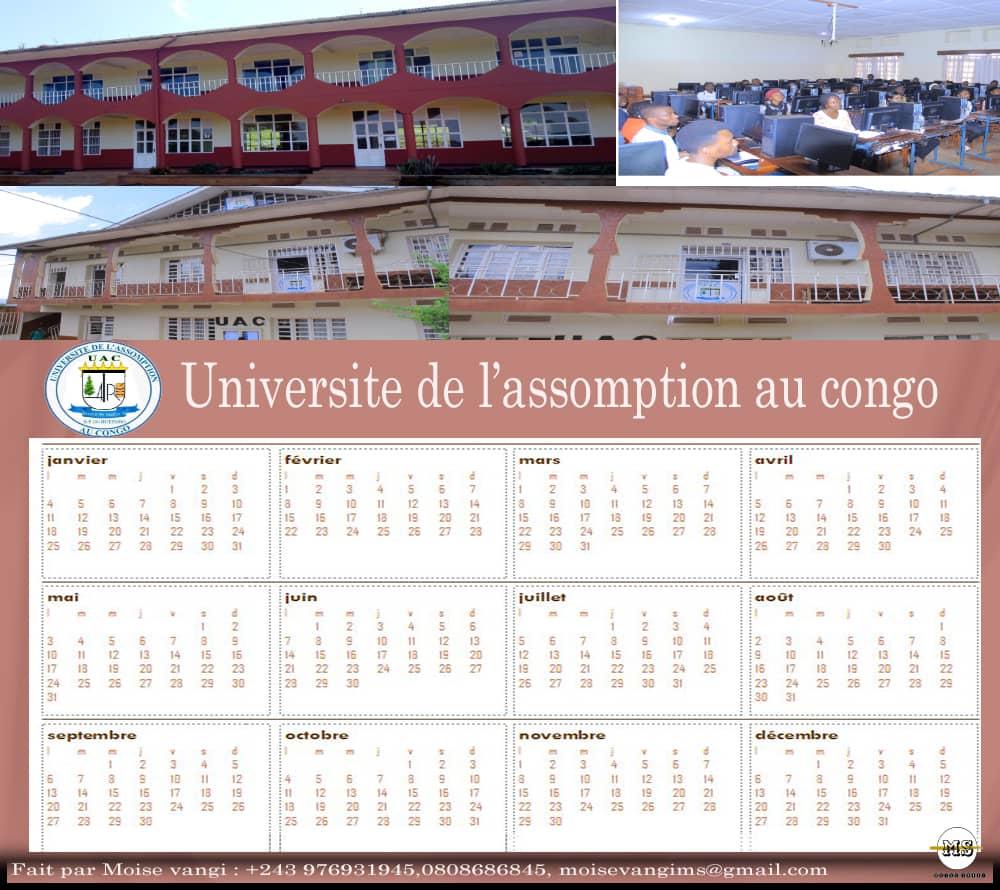 UAC
UAC
UNIVERSITE DE L'ASSOMPTION
UAC
AU CONGO
Universite de l'assomption au congo
janvier
l m m j v s d
1 2 3
4 5 6 7 8 9 10
11 12 13 14 15 16 17
18 19 20 21 22 23 24
25 26 27 28 29 30 31
février
l m m j v s d
1 2 3 4 5 6 7
8 9 10 11 12 13 14
15 16 17 18 19 20 21
22 23 24 25 26 27 28
mars
l m m j v s d
1 2 3 4 5 6 7
8 9 10 11 12 13 14
15 16 17 18 19 20 21
22 23 24 25 26 27 28
29 30 31
avril
l m m j v s d
1 2 3 4
5 6 7 8 9 10 11
12 13 14 15 16 17 18
19 20 21 22 23 24 25
26 27 28 29 30
mai
l m m j v s d
1 2
3 4 5 6 7 8 9
10 11 12 13 14 15 16
17 18 19 20 21 22 23
24 25 26 27 28 29 30
31
juin
l m m j v s d
1 2 3 4 5 6
7 8 9 10 11 12 13
14 15 16 17 18 19 20
21 22 23 24 25 26 27
28 29 30
juillet
l m m j v s d
1 2 3 4
5 6 7 8 9 10 11
12 13 14 15 16 17 18
19 20 21 22 23 24 25
26 27 28 29 30 31
août
l m m j v s d
1
2 3 4 5 6 7 8
9 10 11 12 13 14 15
16 17 18 19 20 21 22
23 24 25 26 27 28 29
30 31
septembre
l m m j v s d
1 2 3 4 5
6 7 8 9 10 11 12
13 14 15 16 17 18 19
20 21 22 23 24 25 26
27 28 29 30
octobre
l m m j v s d
1 2 3
4 5 6 7 8 9 10
11 12 13 14 15 16 17
18 19 20 21 22 23 24
25 26 27 28 29 30 31
novembre
l m m j v s d
1 2 3 4 5 6 7
8 9 10 11 12 13 14
15 16 17 18 19 20 21
22 23 24 25 26 27 28
29 30
décembre
l m m j v s d
1 2 3 4 5
6 7 8 9 10 11 12
13 14 15 16 17 18 19
20 21 22 23 24 25 26
27 28 29 30 31
MS
Fait par Moise vangi : +243 976931945,0808686845, moisevangims@gmail.com